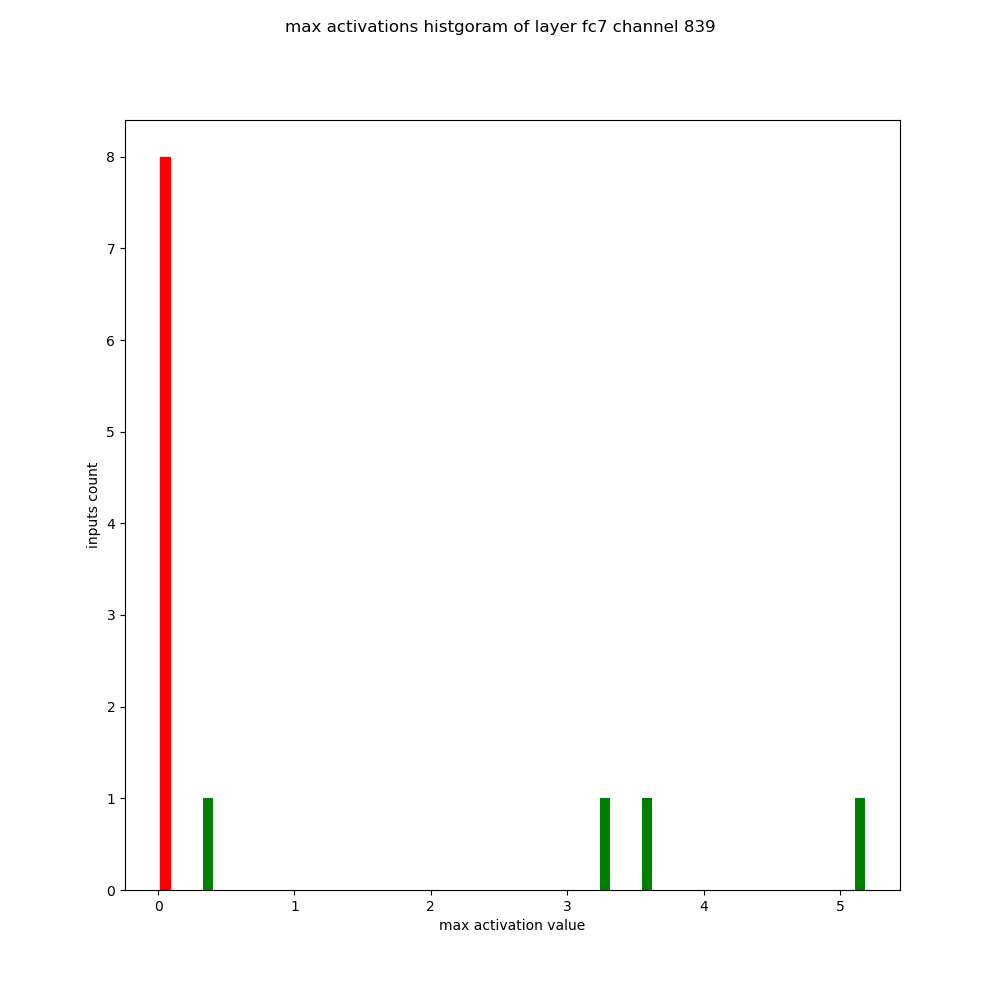 max activations histgoram of layer fc7 channel 839
8
7
6
5
4
3
2
1
0
inputs count
0 1 2 3 4 5
max activation value